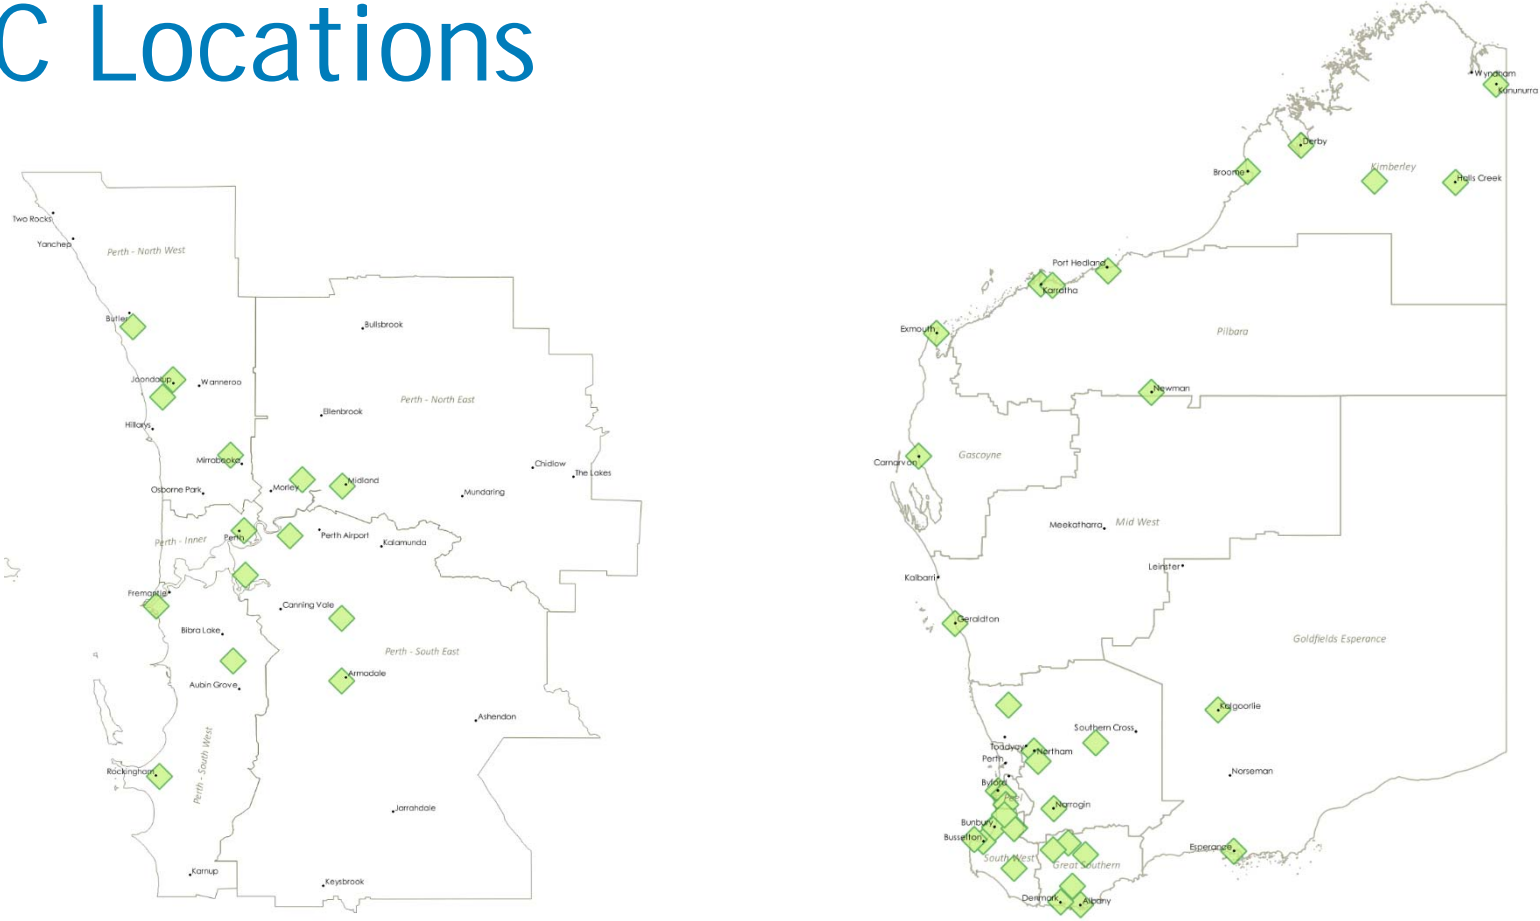 C Locations
Two Rocks
Yanchep
Perth - North West
Butler
Bullsbrook
Joondalup
Wanneroo
Perth - North East
Ellenbrook
Hillarys
Mirrabooka
Chidlow
The Lakes
Osborne Park
Morley
Midland
Mundaring
Perth - Inner
Perth
Perth Airport
Kalamunda
Fremantle
Canning Vale
Bibra Lake
Perth - South East
Armadale
Aubin Grove
Ashendon
Perth - South West
Rockingham
Jarrahdale
Karnup
Keysbrook
Wyndham
Kununurra
Derby
Broome
Kimberley
Halls Creek
Port Hedland
Karratha
Exmouth
Pilbara
Newman
Carnarvon
Gascoyne
Meekatharra
Mid West
Leinster
Kalbarri
Geraldton
Goldfields Esperance
Kalgoorlie
Southern Cross
Toodyay
Northam
Perth
Norseman
Byford
Peel
Narrogin
Bunbury
Busselton
Esperance
South West
Great Southern
Denmark
Albany